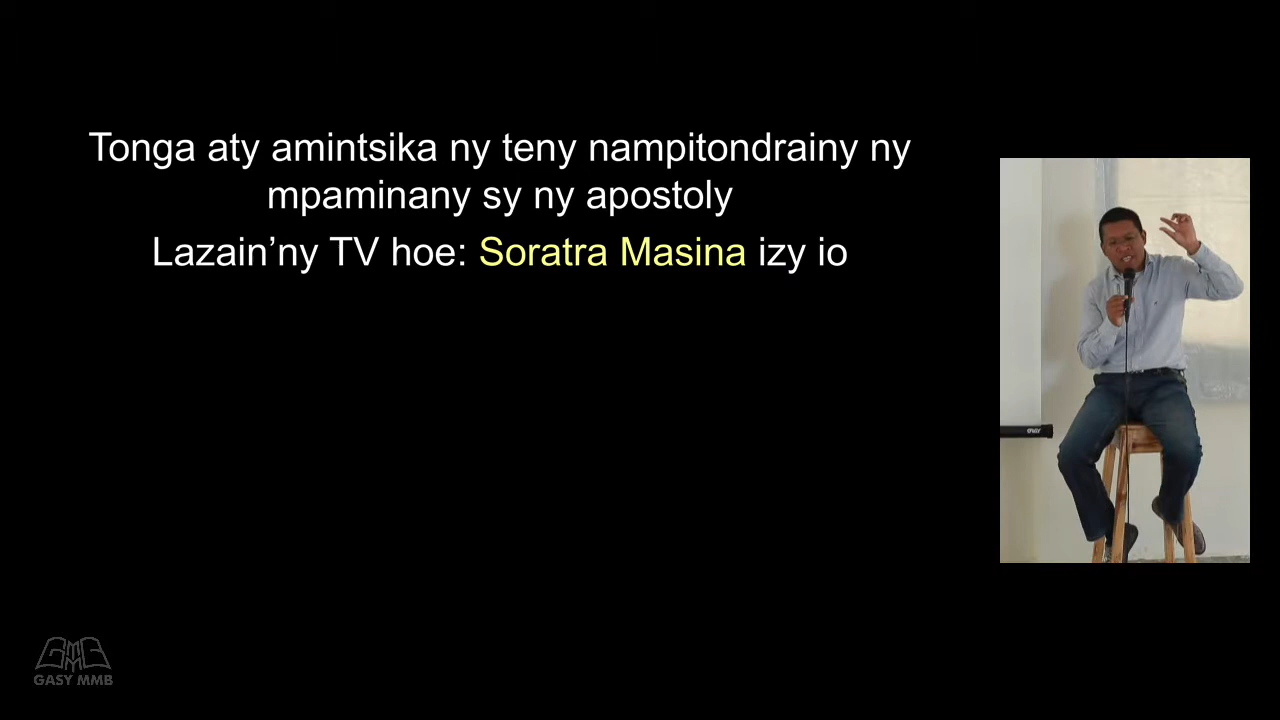 Tonga aty amintsika ny teny nampitondrainy ny
mpaminany sy ny apostoly
Lazain’ny TV hoe: Soratra Masina izy io
GASY MMB